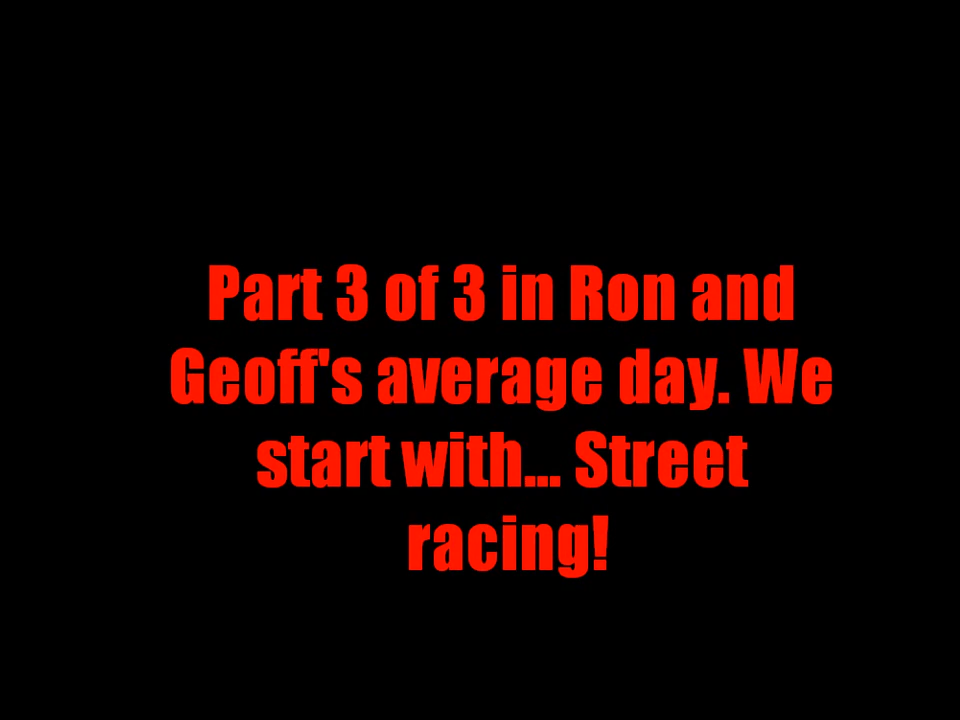 Part 3 of 3 in Ron and
Geoff's average day. We
start with... Street
racing!